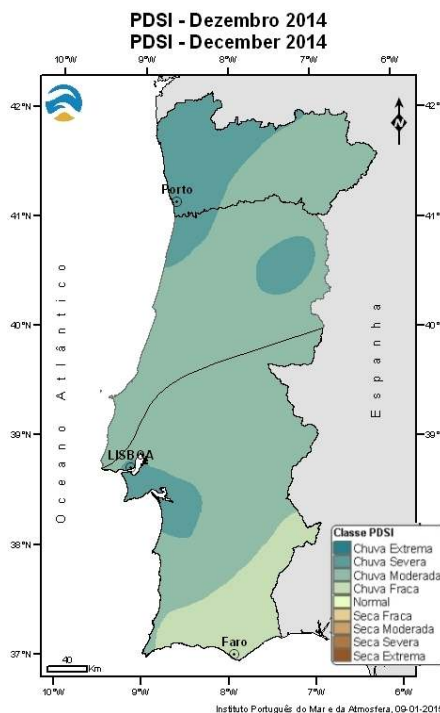 PDSI - Dezembro 2014
PDSI - December 2014
10°W 9°W 8°W 7°W 6°W
42°N 42°N
N
Porto
41°N 41°N
40°N 40°N
Oceano Atlântico
Espanha
39°N 39°N
LISBOA
38°N 38°N
Classe PDSI
Chuva Extrema
Chuva Severa
Chuva Moderada
Chuva Fraca
Normal
Seca Fraca
Seca Moderada
Seca Severa
Seca Extrema
Faro
37°N 37°N
40
Km
10°W 9°W 8°W 7°W 6°W
Instituto Português do Mar e da Atmosfera, 09-01-2015